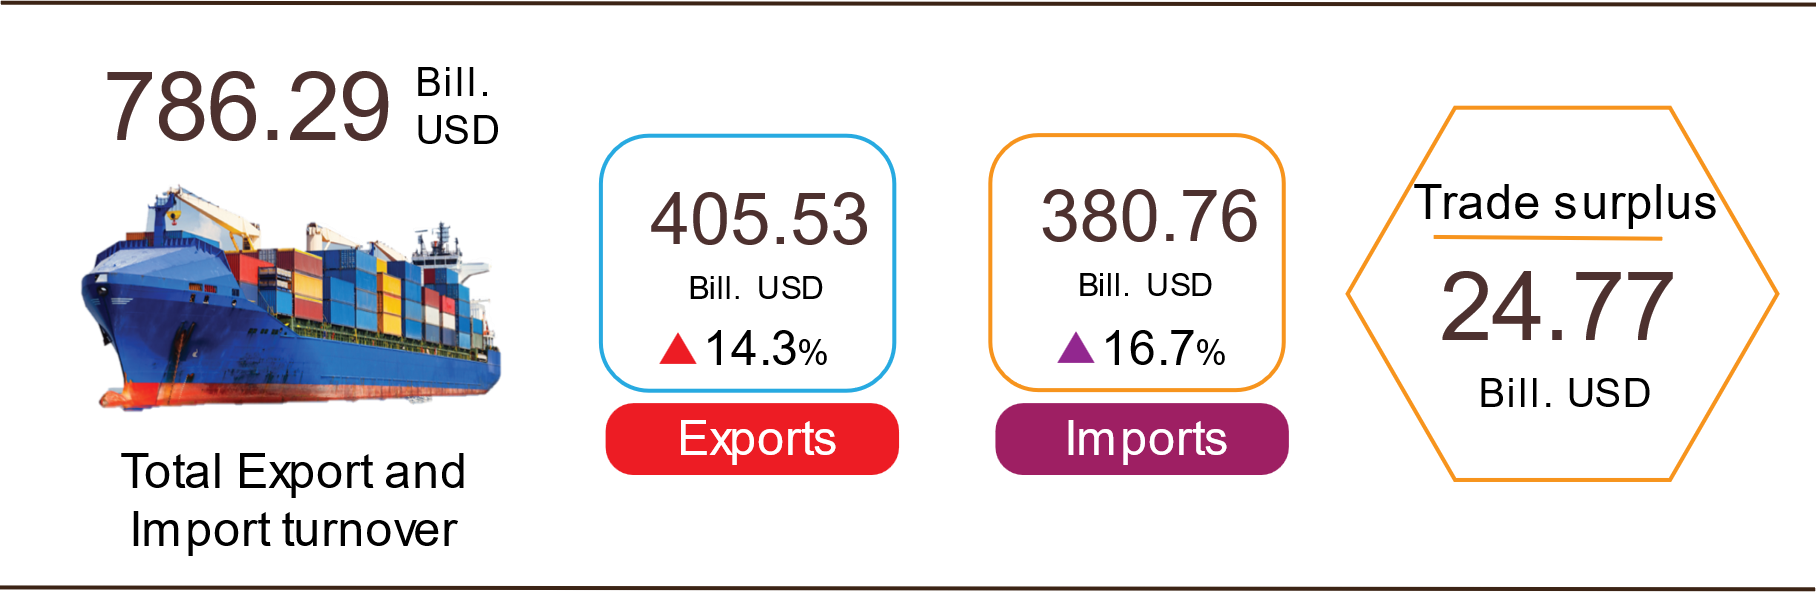 786.29
Bill.
USD
Total Export and
Import turnover
405.53
Bill. USD
14.3%
Exports
380.76
Bill. USD
16.7%
Imports
Trade surplus
24.77
Bill. USD